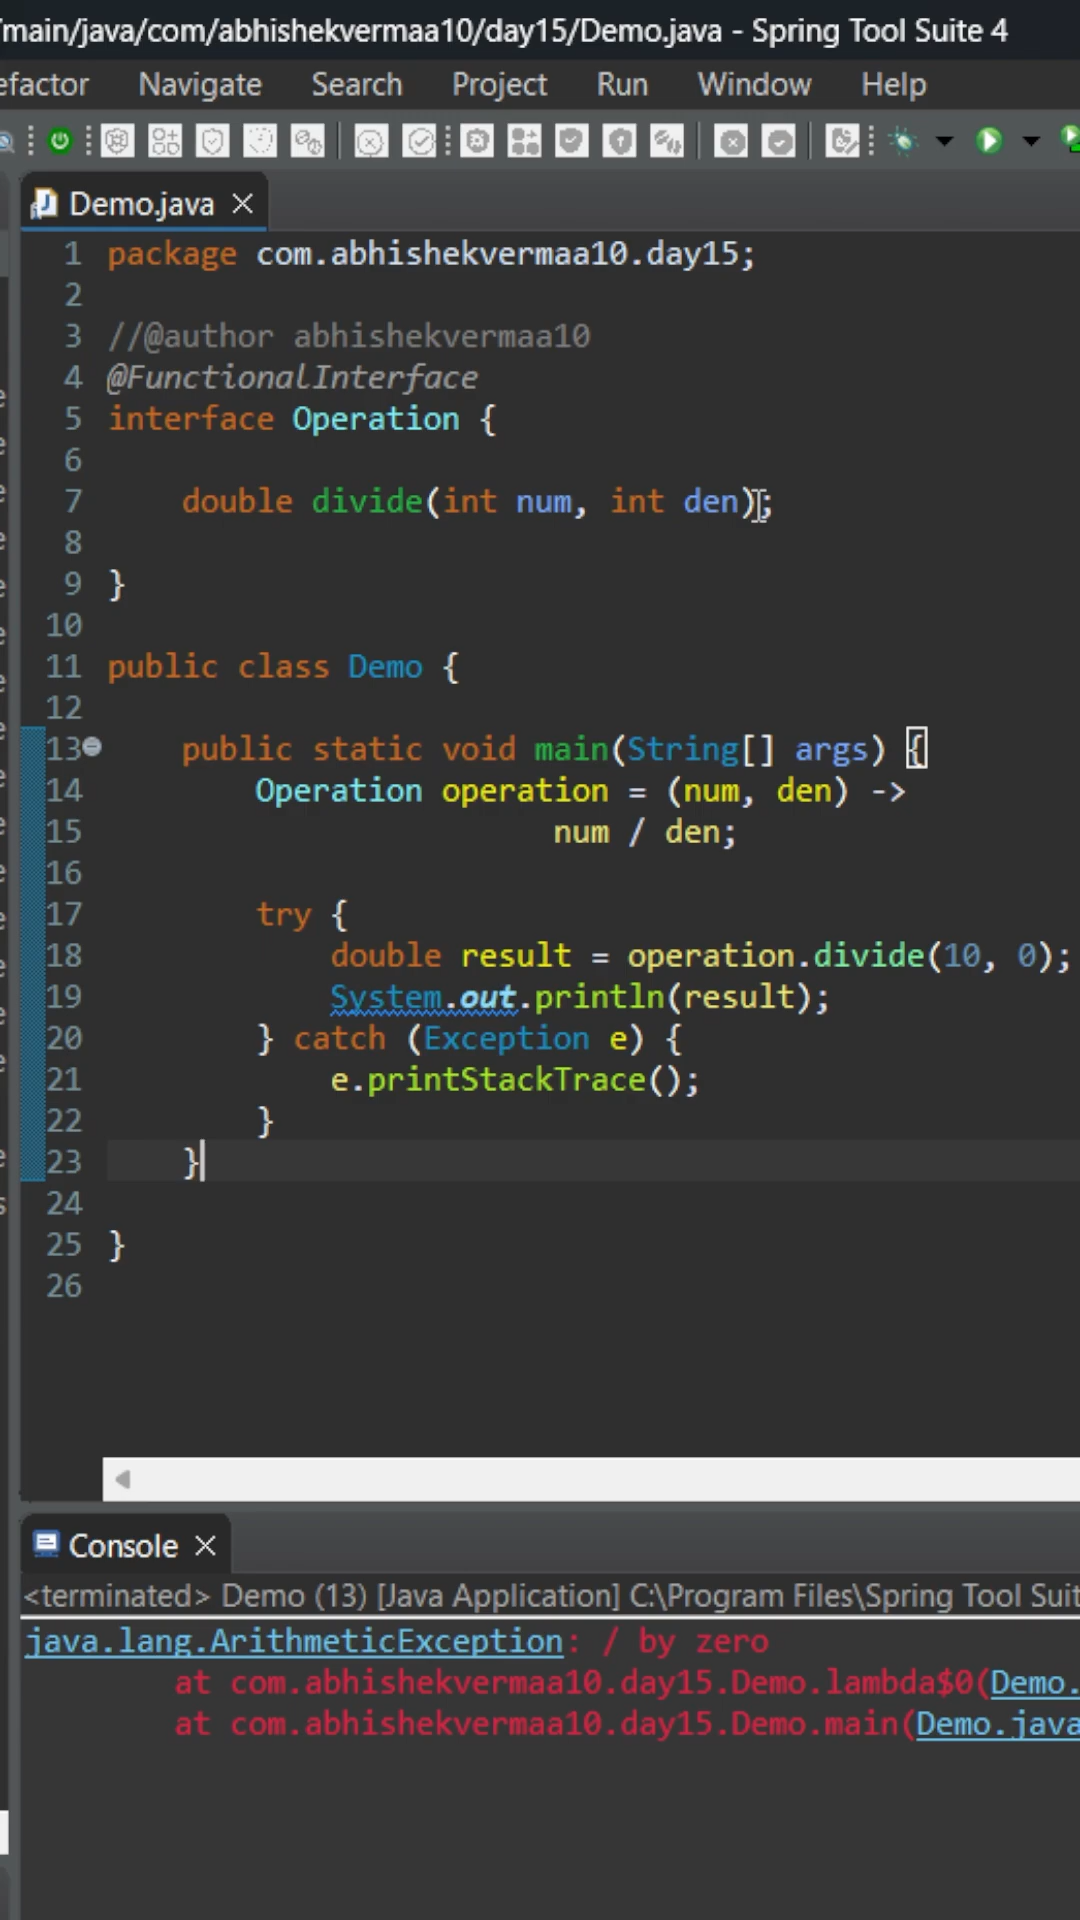 /main/java/com/abhishekvermaa10/day15/Demo.java - Spring Tool Suite 4
efactor Navigate Search Project Run Window Help
Demo.java
1 package com.abhishekvermaa10.day15;
2
3 //@author abhishekvermaa10
4 @FunctionalInterface
5 interface Operation {
6
7 double divide(int num, int den);
8
9 }
10
11 public class Demo {
12
13 public static void main(String[] args) {
14 Operation operation = (num, den) ->
15 num / den;
16
17 try {
18 double result = operation.divide(10, 0);
19 System.out.println(result);
20 } catch (Exception e) {
21 e.printStackTrace();
22 }
23 }
24
25 }
26
Console
<terminated> Demo (13) [Java Application] C:\Program Files\Spring Tool Suit
java.lang.ArithmeticException: / by zero
at com.abhishekvermaa10.day15.Demo.lambda$0(Demo.
at com.abhishekvermaa10.day15.Demo.main(Demo.java